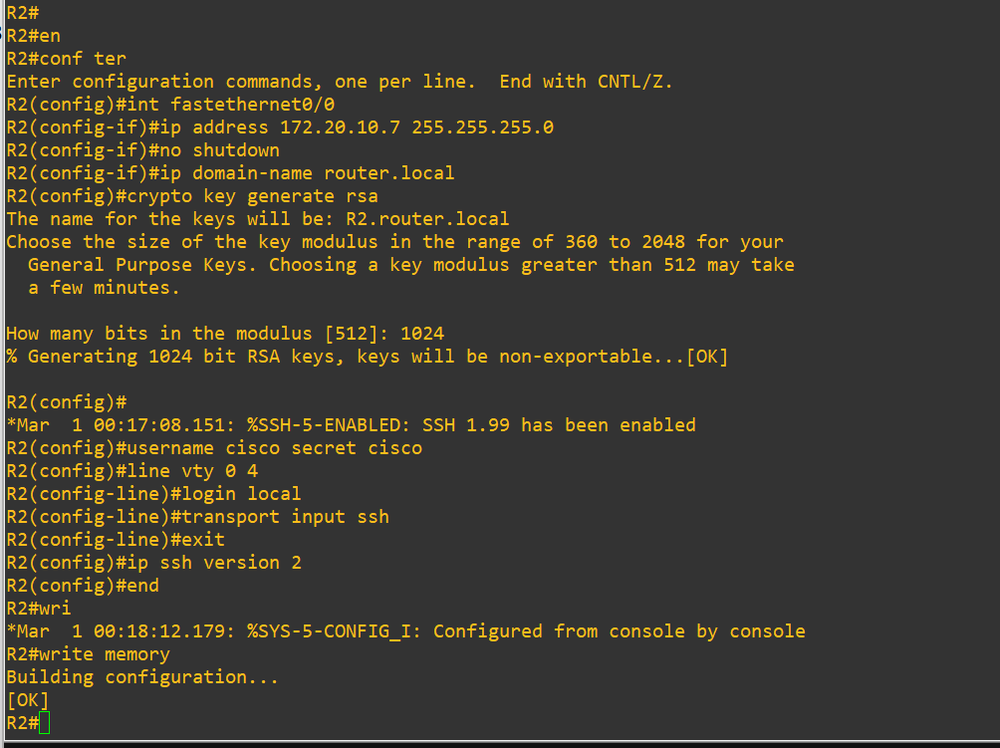 R2#
R2#en
R2#conf ter
Enter configuration commands, one per line.  End with CNTL/Z.
R2(config)#int fastethernet0/0
R2(config-if)#ip address 172.20.10.7 255.255.255.0
R2(config-if)#no shutdown
R2(config-if)#ip domain-name router.local
R2(config)#crypto key generate rsa
The name for the keys will be: R2.router.local
Choose the size of the key modulus in the range of 360 to 2048 for your
  General Purpose Keys. Choosing a key modulus greater than 512 may take
  a few minutes.

How many bits in the modulus [512]: 1024
% Generating 1024 bit RSA keys, keys will be non-exportable...[OK]

R2(config)#
*Mar  1 00:17:08.151: %SSH-5-ENABLED: SSH 1.99 has been enabled
R2(config)#username cisco secret cisco
R2(config)#line vty 0 4
R2(config-line)#login local
R2(config-line)#transport input ssh
R2(config-line)#exit
R2(config)#ip ssh version 2
R2(config)#end
R2#wri
*Mar  1 00:18:12.179: %SYS-5-CONFIG_I: Configured from console by console
R2#write memory
Building configuration...
[OK]
R2#